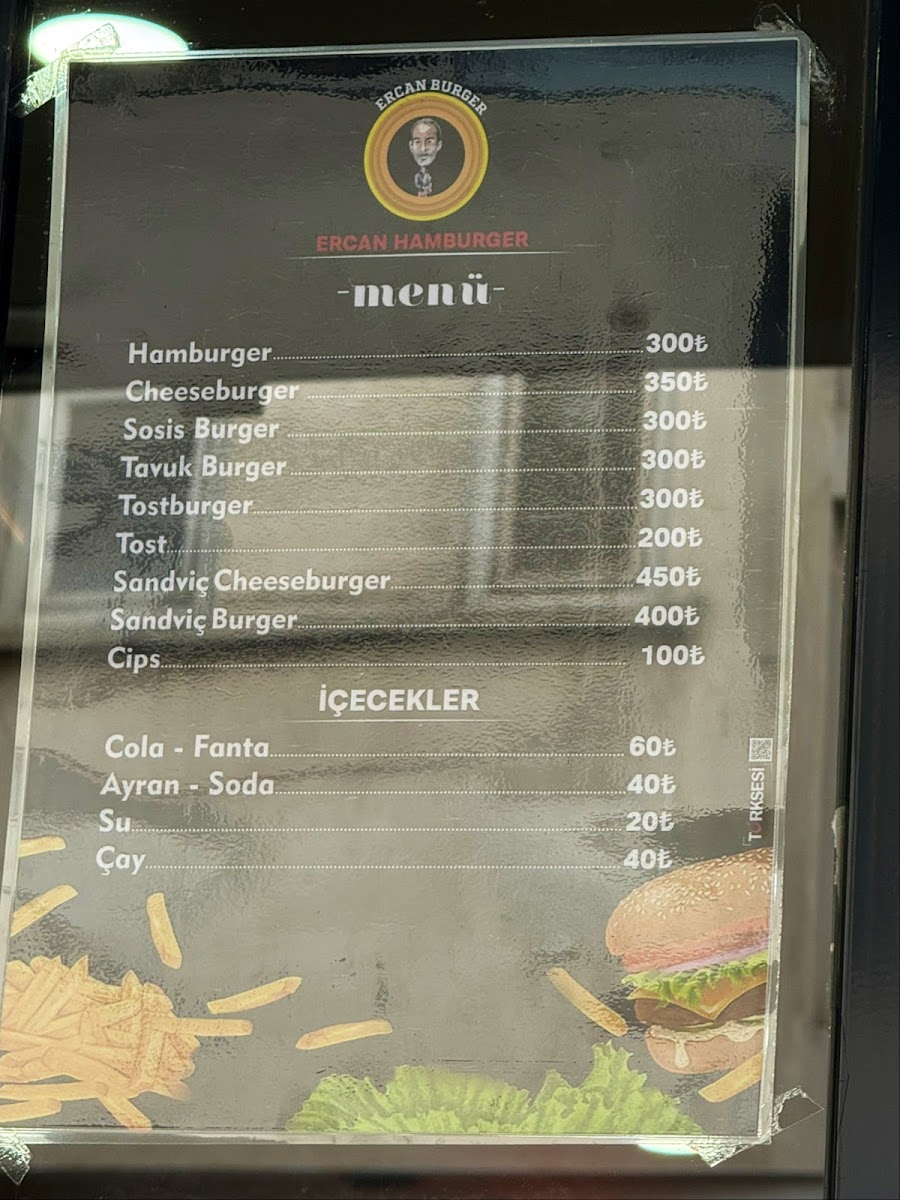 ERCAN BURGER
ERCAN HAMBURGER
-menü-
Hamburger 300₺
Cheeseburger 350₺
Sosis Burger 300₺
Tavuk Burger 300₺
Tostburger 300₺
Tost 200₺
Sandviç Cheeseburger 450₺
Sandviç Burger 400₺
Cips 100₺
İÇECEKLER
Cola - Fanta 60₺
Ayran - Soda 40₺
Su 20₺
Çay 40₺
TÜRKSESİ